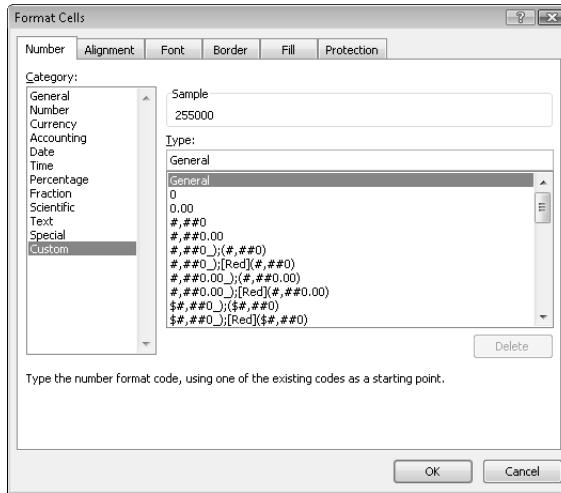 Format Cells
Number Alignment Font Border Fill Protection
Category:
General
Number
Currency
Accounting
Date
Time
Percentage
Fraction
Scientific
Text
Special
Custom
Sample
255000
Type:
General
General
0
0.00
#,##0
#,##0.00
#,##0_);(#,##0)
#,##0_);[Red](#,##0)
#,##0.00_);(#,##0.00)
#,##0.00_);[Red](#,##0.00)
$#,##0_);($#,##0)
$#,##0_);[Red]($#,##0)
Delete
Type the number format code, using one of the existing codes as a starting point.
OK Cancel